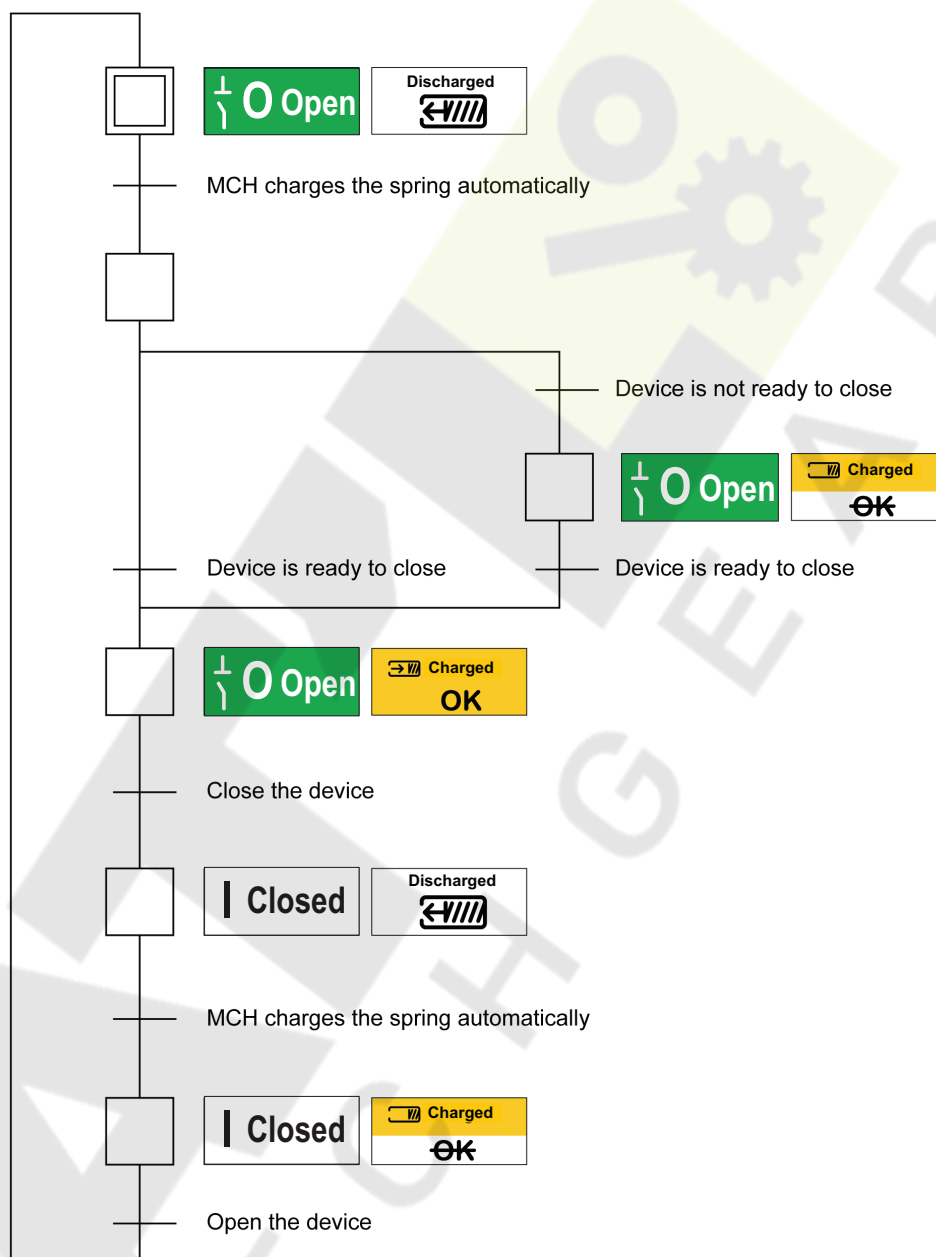 O Open
Discharged
MCH charges the spring automatically
Device is not ready to close
O Open
Charged
OK
Device is ready to close
Device is ready to close
O Open
Charged
OK
Close the device
I Closed
Discharged
MCH charges the spring automatically
I Closed
Charged
OK
Open the device